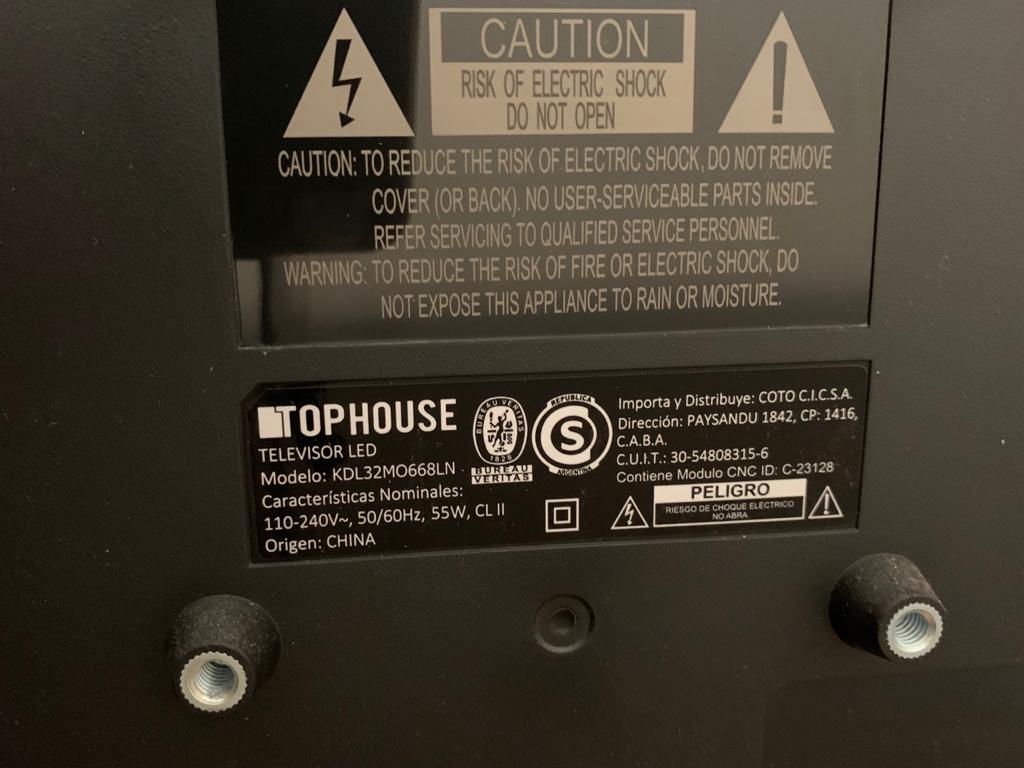 CAUTION
RISK OF ELECTRIC SHOCK
DO NOT OPEN
CAUTION: TO REDUCE THE RISK OF ELECTRIC SHOCK, DO NOT REMOVE
COVER (OR BACK). NO USER-SERVICEABLE PARTS INSIDE.
REFER SERVICING TO QUALIFIED SERVICE PERSONNEL.
WARNING: TO REDUCE THE RISK OF FIRE OR ELECTRIC SHOCK, DO
NOT EXPOSE THIS APPLIANCE TO RAIN OR MOISTURE.
TOPHOUSE
TELEVISOR LED
Modelo: KDL32MO668LN
Características Nominales:
110-240V~, 50/60Hz, 55W, CL II
Origen: CHINA
BUREAU VERITAS
1828
BUREAU
VERITAS
REPUBLICA
S
ARGENTINA
Importa y Distribuye: COTO C.I.C.S.A.
Dirección: PAYSANDU 1842, CP: 1416,
C.A.B.A.
C.U.I.T.: 30-54808315-6
Contiene Modulo CNC ID: C-23128
PELIGRO
RIESGO DE CHOQUE ELECTRICO
NO ABRA